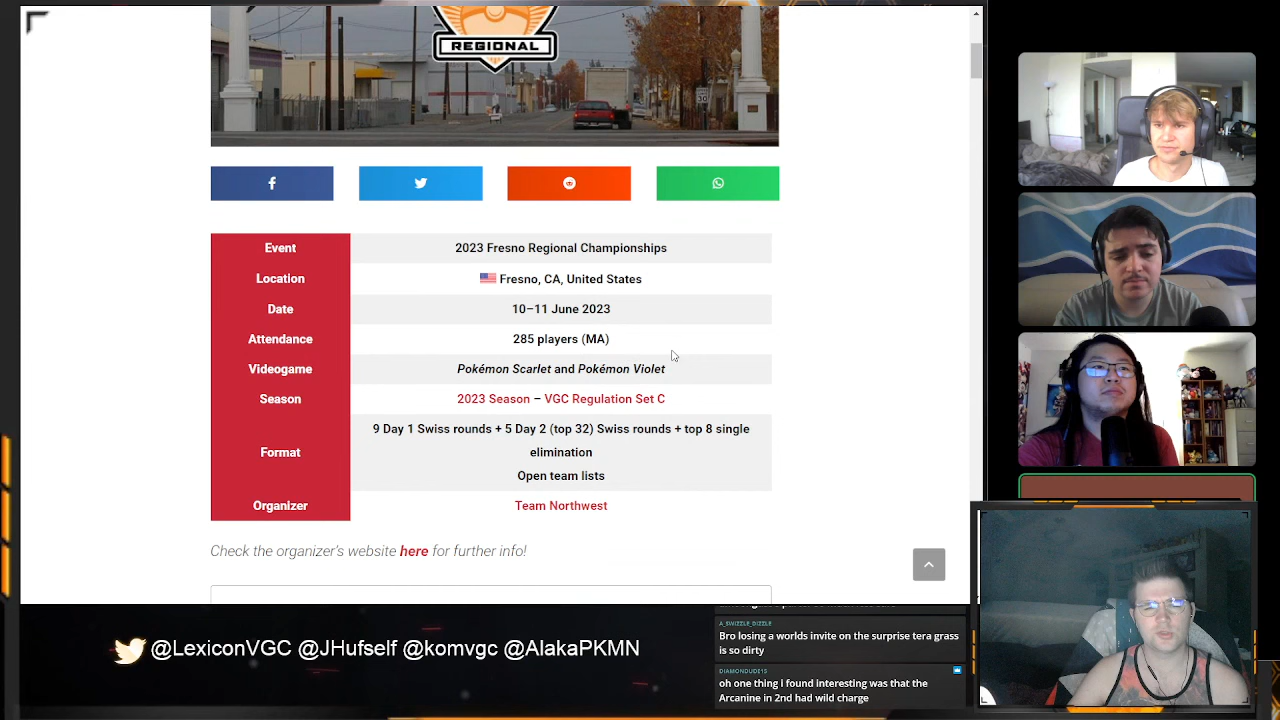 REGIONAL
Event
2023 Fresno Regional Championships
Location
Fresno, CA, United States
Date
10–11 June 2023
Attendance
285 players (MA)
Videogame
Pokémon Scarlet and Pokémon Violet
Season
2023 Season – VGC Regulation Set C
Format
9 Day 1 Swiss rounds + 5 Day 2 (top 32) Swiss rounds + top 8 single
elimination
Open team lists
Organizer
Team Northwest
Check the organizer's website here for further info!
@LexiconVGC @JHufself @komvgc @AlakaPKMN
A_SWIZZLE_DIZZLE
Bro losing a worlds invite on the surprise tera grass
is so dirty
DIAMONDUDE15
oh one thing i found interesting was that the
Arcanine in 2nd had wild charge